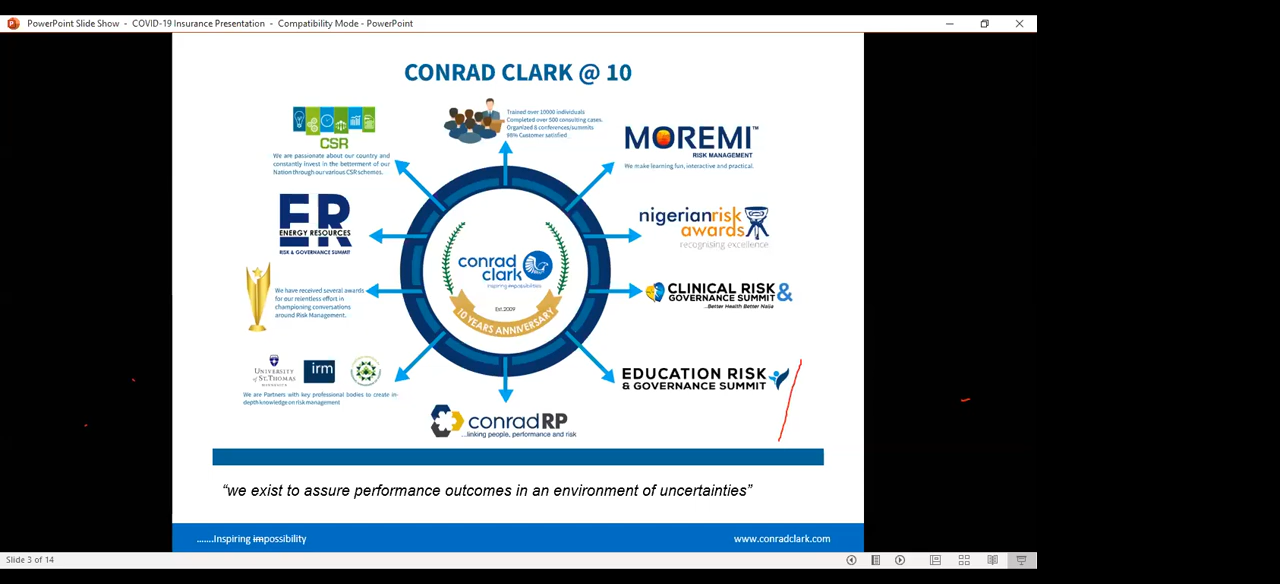 PowerPoint Slide Show - COVID-19 Insurance Presentation - Compatibility Mode - PowerPoint
CONRAD CLARK @ 10
CSR
We are passionate about our country and
constantly invest in the betterment of our
Nation through our various CSR schemes.
Trained over 10000 individuals
Completed over 500 consulting cases.
Organized 8 conferences/summits
98% Customer satisfied
MOREMI™
RISK MANAGEMENT
We make learning fun, interactive and practical.
ER
ENERGY RESOURCES
RISK & GOVERNANCE SUMMIT
nigerianrisk
awards
recognising excellence
We have received several awards
for our relentless effort in
championing conversations
around Risk Management.
conrad
clark
inspiring impossibilities
Est.2009
10 YEARS ANNIVERSARY
CLINICAL RISK &
GOVERNANCE SUMMIT
..Better Health Better Naija
UNIVERSITY
of ST.THOMAS
MINNESOTA
irm
We are Partners with key professional bodies to create in-
depth knowledge on risk management
EDUCATION RISK
& GOVERNANCE SUMMIT
conradRP
...linking people, performance and risk
“we exist to assure performance outcomes in an environment of uncertainties”
.......Inspiring impossibility
www.conradclark.com
Slide 3 of 14